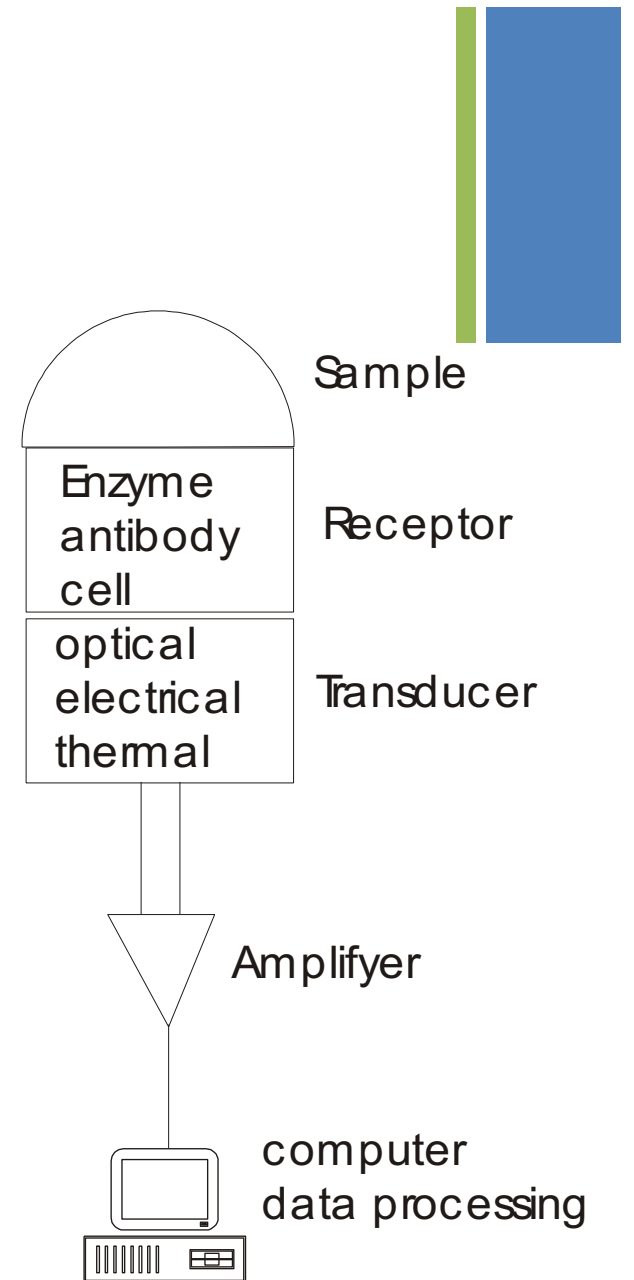 Sample
Enzyme
antibody
cell
Receptor
optical
electrical
thermal
Transducer
Amplifyer
computer
data processing